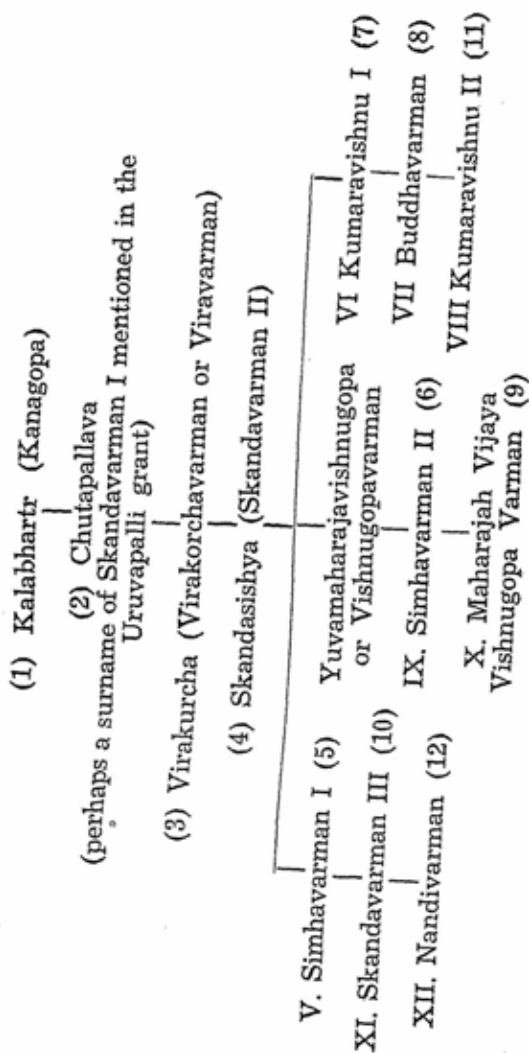 (1) Kalabhartr (Kanagopa)
(2) Chutapallava
(perhaps a surname of Skandavarman I mentioned in the
Uruvapalli grant)
(3) Virakurcha (Virakorchavarman or Viravarman)
(4) Skandasishya (Skandavarman II)
V. Simhavarman I (5)
XI. Skandavarman III (10)
XII. Nandivarman (12)
Yuvamaharajavishnugopa
or Vishnugopavarman
IX. Simhavarman II (6)
X. Maharajah Vijaya
Vishnugopa Varman (9)
VI Kumaravishnu I (7)
VII Buddhavarman (8)
VIII Kumaravishnu II (11)